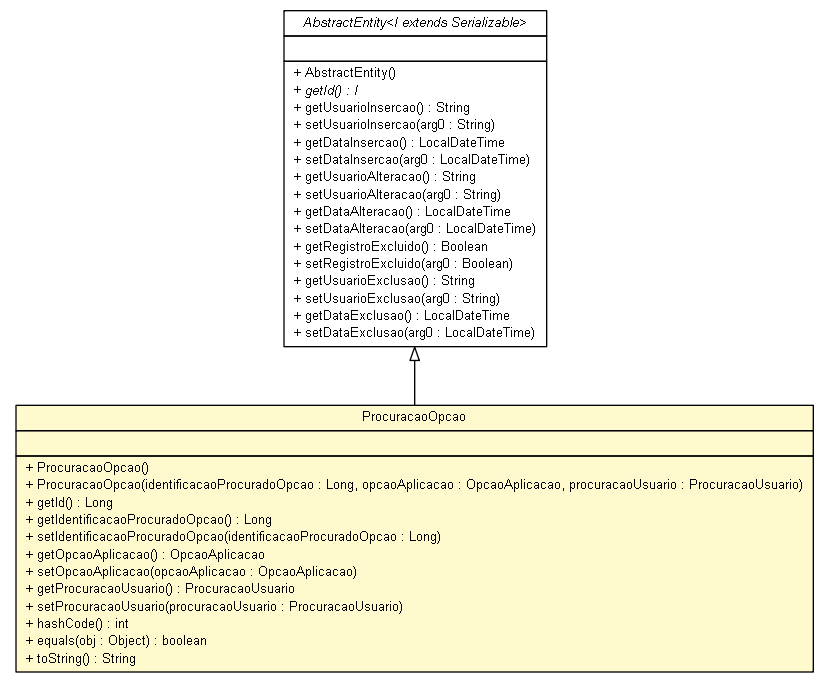 AbstractEntity<I extends Serializable>
+ AbstractEntity()
+ getId() : I
+ getUsuarioInsercao() : String
+ setUsuarioInsercao(arg0 : String)
+ getDataInsercao() : LocalDateTime
+ setDataInsercao(arg0 : LocalDateTime)
+ getUsuarioAlteracao() : String
+ setUsuarioAlteracao(arg0 : String)
+ getDataAlteracao() : LocalDateTime
+ setDataAlteracao(arg0 : LocalDateTime)
+ getRegistroExcluido() : Boolean
+ setRegistroExcluido(arg0 : Boolean)
+ getUsuarioExclusao() : String
+ setUsuarioExclusao(arg0 : String)
+ getDataExclusao() : LocalDateTime
+ setDataExclusao(arg0 : LocalDateTime)
ProcuracaoOpcao
+ ProcuracaoOpcao()
+ ProcuracaoOpcao(identificacaoProcuradoOpcao : Long, opcaoAplicacao : OpcaoAplicacao, procuracaoUsuario : ProcuracaoUsuario)
+ getId() : Long
+ getIdentificacaoProcuradoOpcao() : Long
+ setIdentificacaoProcuradoOpcao(identificacaoProcuradoOpcao : Long)
+ getOpcaoAplicacao() : OpcaoAplicacao
+ setOpcaoAplicacao(opcaoAplicacao : OpcaoAplicacao)
+ getProcuracaoUsuario() : ProcuracaoUsuario
+ setProcuracaoUsuario(procuracaoUsuario : ProcuracaoUsuario)
+ hashCode() : int
+ equals(obj : Object) : boolean
+ toString() : String